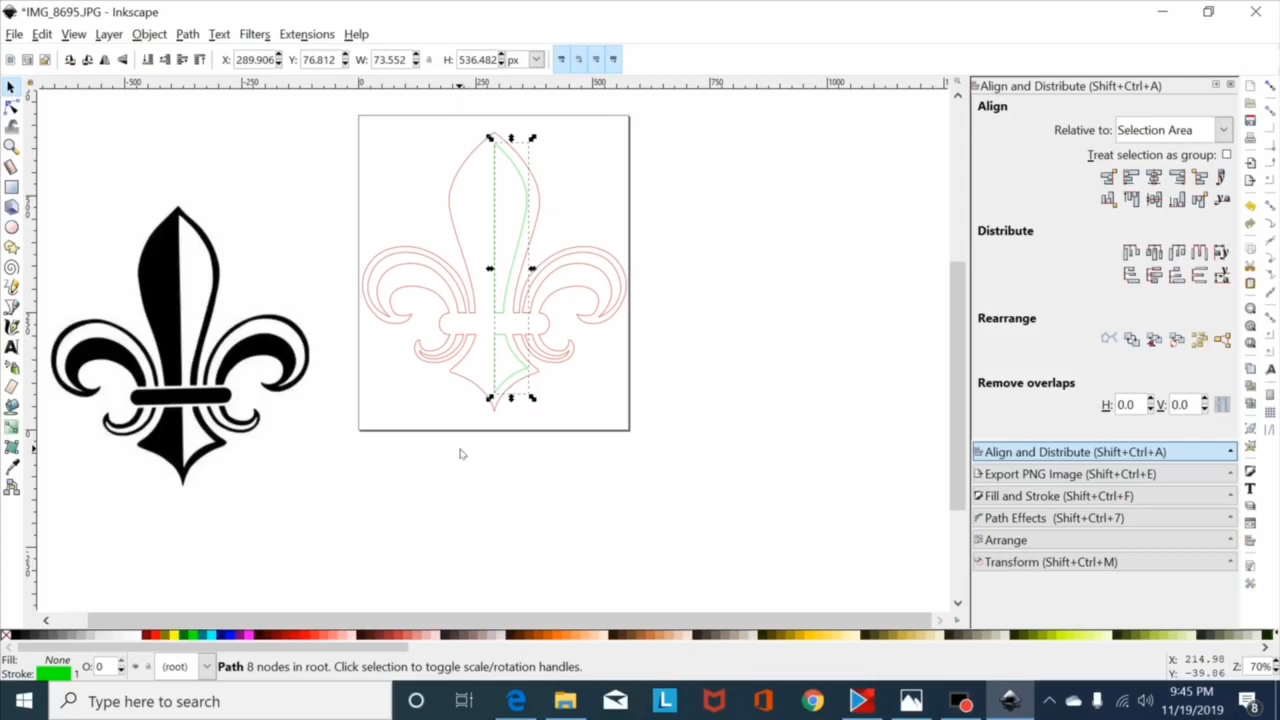 *IMG_8695.JPG - Inkscape
File Edit View Layer Object Path Text Filters Extensions Help
X: 289.906 Y: 76.812 W: 73.552 H: 536.482 px
-500 -250 0 250 500 750 1000
Align and Distribute (Shift+Ctrl+A)
Align
Relative to: Selection Area
Treat selection as group:
Distribute
Rearrange
Remove overlaps
H: 0.0 V: 0.0
Align and Distribute (Shift+Ctrl+A)
Export PNG Image (Shift+Ctrl+E)
Fill and Stroke (Shift+Ctrl+F)
Path Effects (Shift+Ctrl+7)
Arrange
Transform (Shift+Ctrl+M)
Fill: None
Stroke: 1
O: 0
(root)
Path 8 nodes in root. Click selection to toggle scale/rotation handles.
X: 214.98
Y: -39.86
Z: 70%
Type here to search
9:45 PM
11/19/2019
8